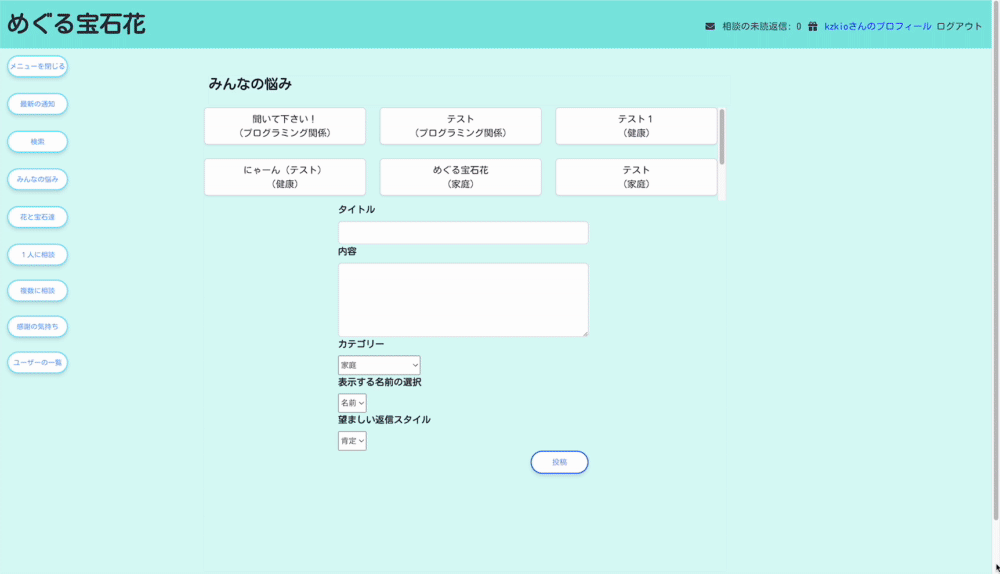 めぐる宝石花
相談の未読返信: 0 kzkioさんのプロフィール ログアウト
メニューを閉じる
最新の通知
検索
みんなの悩み
花と宝石達
１人に相談
複数に相談
感謝の気持ち
ユーザーの一覧
みんなの悩み
聞いて下さい！
（プログラミング関係）
テスト
（プログラミング関係）
テスト１
（健康）
にゃーん（テスト）
（健康）
めぐる宝石花
（家庭）
テスト
（家庭）
タイトル
内容
カテゴリー
家庭
表示する名前の選択
名前
望ましい返信スタイル
肯定
投稿